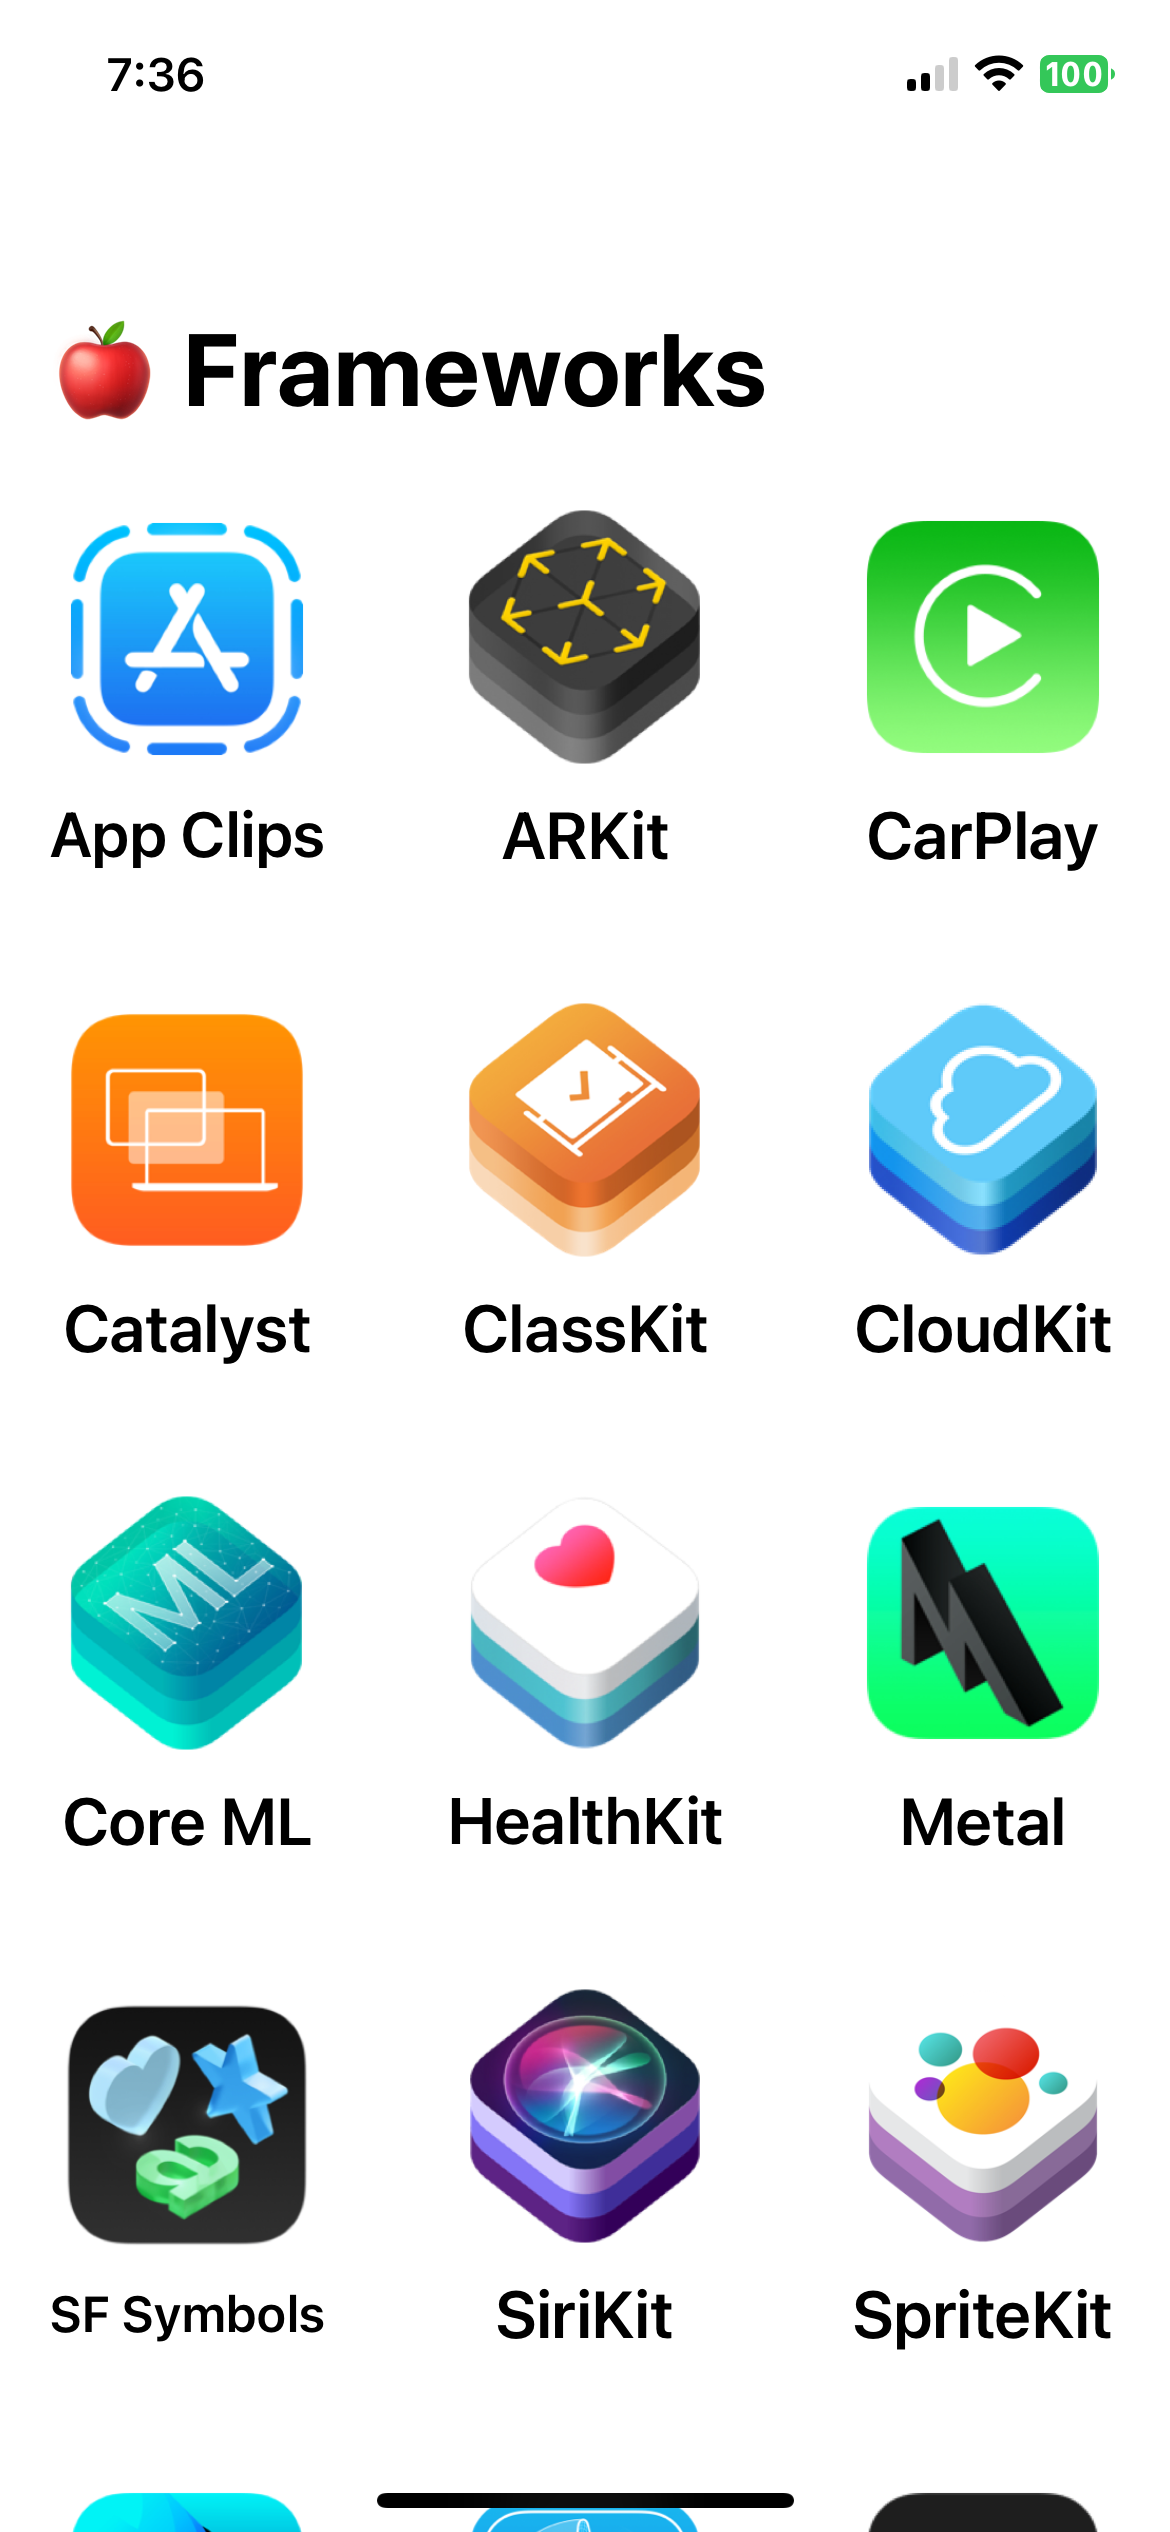 7:36
100
🍎 Frameworks
App Clips ARKit CarPlay
Catalyst ClassKit CloudKit
ML
Core ML HealthKit Metal
a
SF Symbols SiriKit SpriteKit